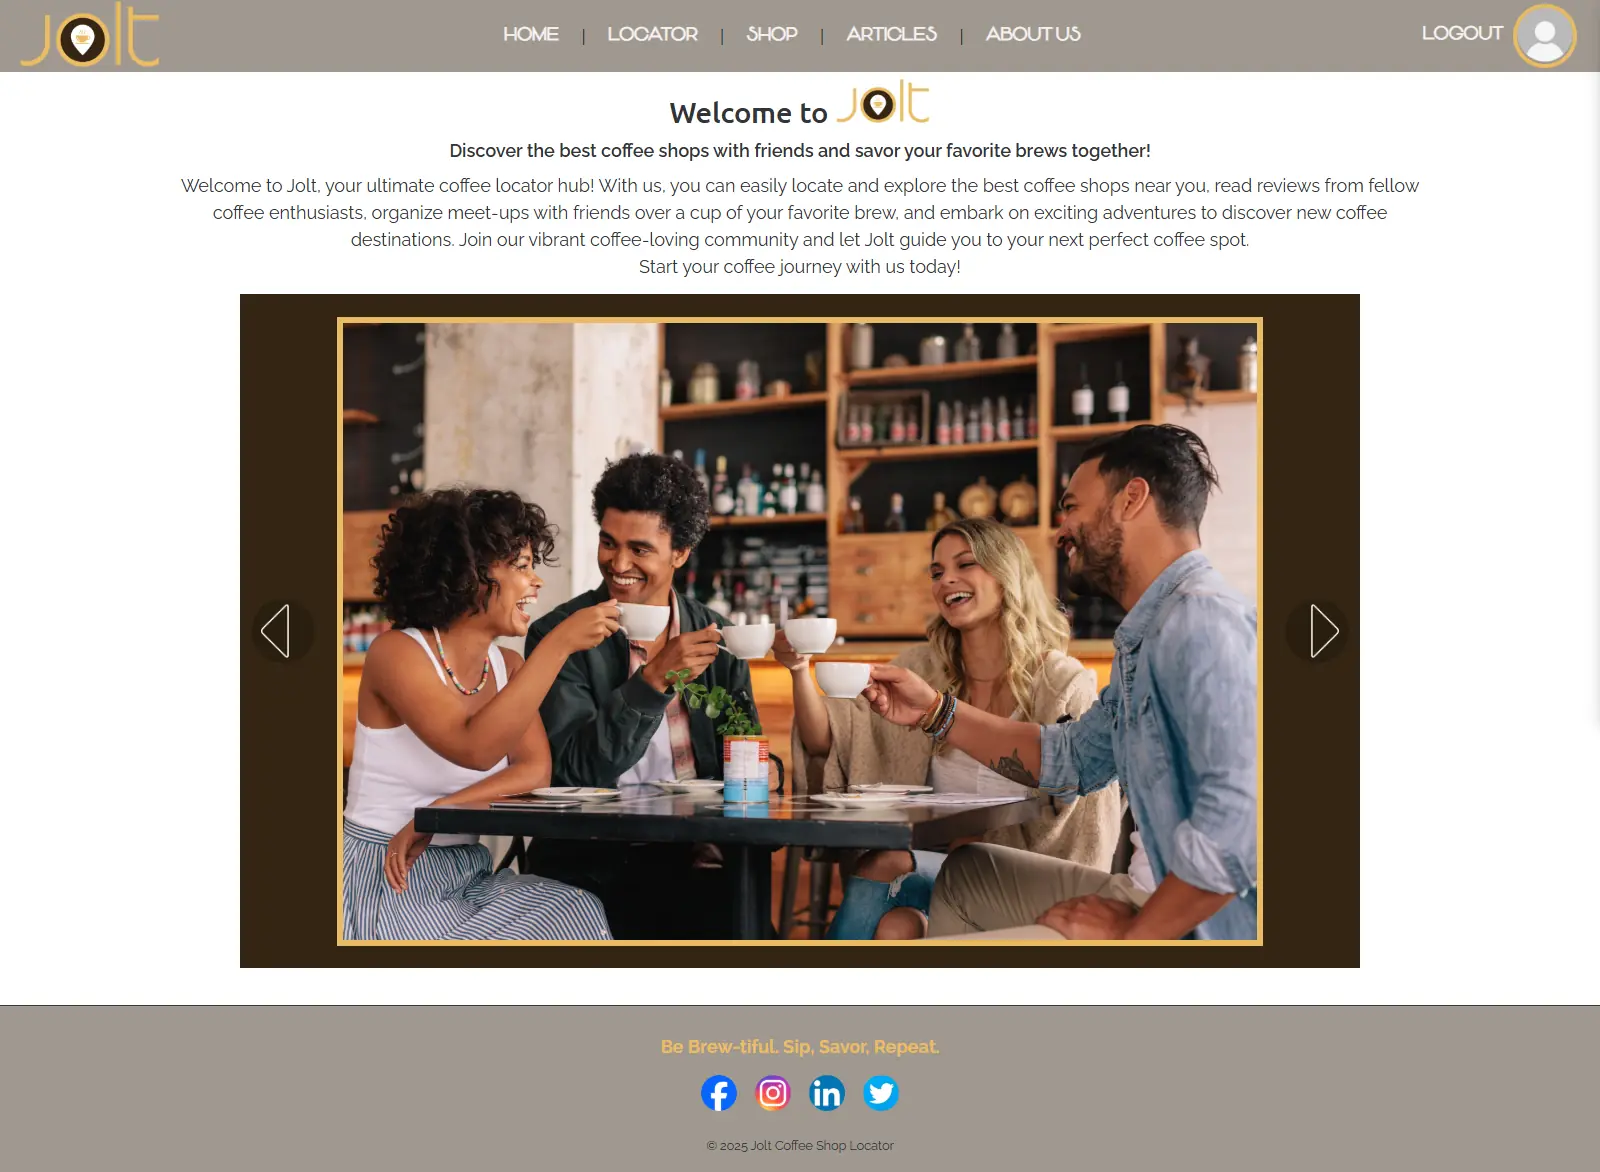 Jolt
HOME | LOCATOR | SHOP | ARTICLES | ABOUT US
LOGOUT
Welcome to Jolt
Discover the best coffee shops with friends and savor your favorite brews together!
Welcome to Jolt, your ultimate coffee locator hub! With us, you can easily locate and explore the best coffee shops near you, read reviews from fellow
coffee enthusiasts, organize meet-ups with friends over a cup of your favorite brew, and embark on exciting adventures to discover new coffee
destinations. Join our vibrant coffee-loving community and let Jolt guide you to your next perfect coffee spot.
Start your coffee journey with us today!
Be Brew-tiful. Sip, Savor, Repeat.
© 2025 Jolt Coffee Shop Locator